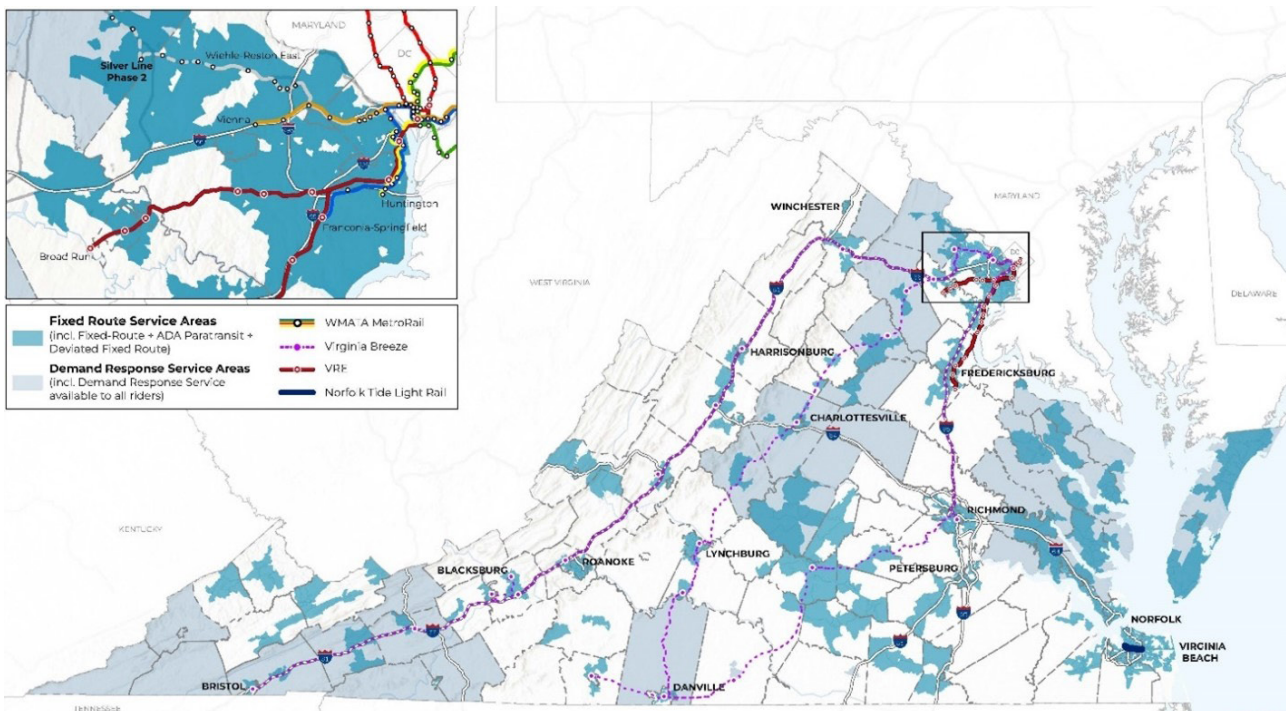 MARYLAND
DC
Wiehle-Reston East
Silver Line
Phase 2
Vienna
Huntington
Franconia-Springfield
Broad Run
Fixed Route Service Areas
(incl. Fixed-Route + ADA Paratransit +
Deviated Fixed Route)
Demand Response Service Areas
(incl. Demand Response Service
available to all riders)
WMATA MetroRail
Virginia Breeze
VRE
Norfolk Tide Light Rail
MARYLAND
WINCHESTER
DC
WEST VIRGINIA
DELAWARE
HARRISONBURG
FREDERICKSBURG
CHARLOTTESVILLE
KENTUCKY
RICHMOND
LYNCHBURG
ROANOKE
BLACKSBURG
PETERSBURG
NORFOLK
VIRGINIA
BEACH
BRISTOL
DANVILLE
TENNESSEE